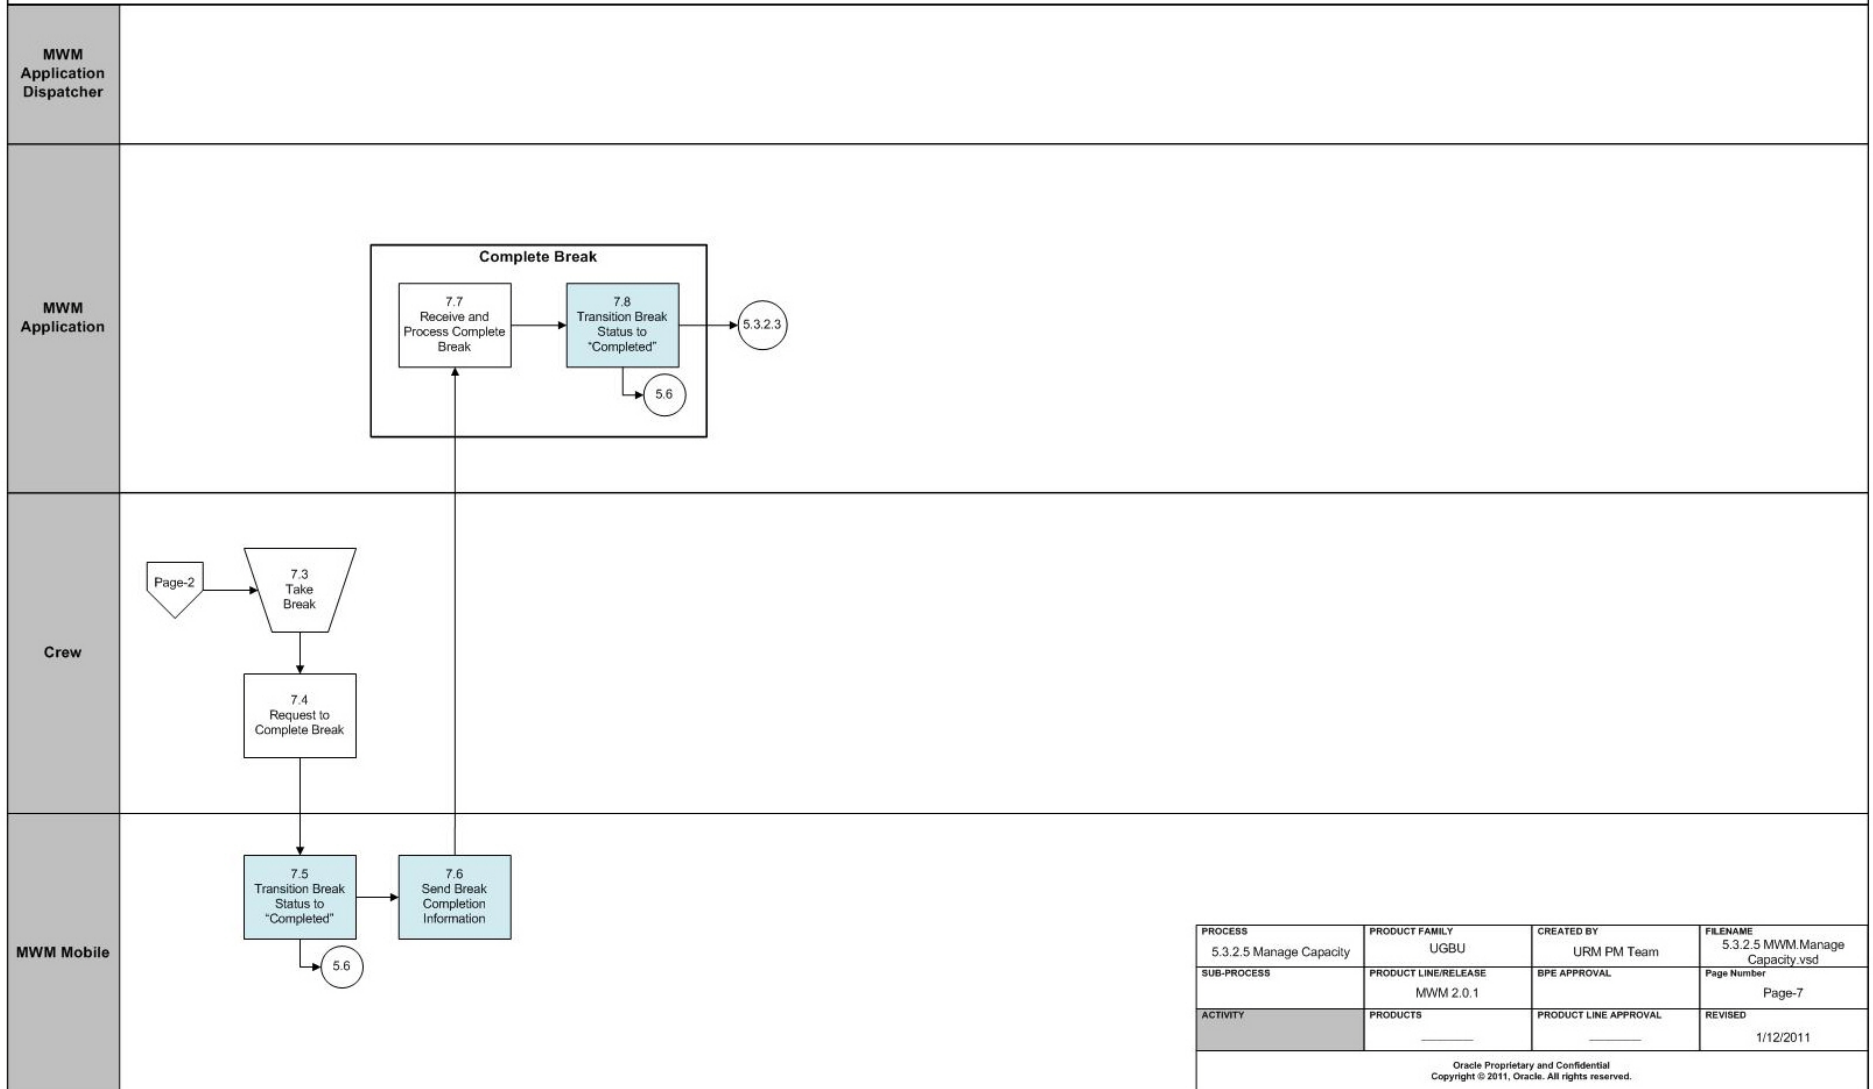 MWM
Application
Dispatcher
MWM
Application
Complete Break
7.7
Receive and
Process Complete
Break
7.8
Transition Break
Status to
"Completed"
5.3.2.3
5.6
Crew
Page-2
7.3
Take
Break
7.4
Request to
Complete Break
MWM Mobile
7.5
Transition Break
Status to
"Completed"
7.6
Send Break
Completion
Information
5.6
PROCESS
5.3.2.5 Manage Capacity
PRODUCT FAMILY
UGBU
CREATED BY
URM PM Team
FILENAME
5.3.2.5 MWM.Manage
Capacity.vsd
SUB-PROCESS
PRODUCT LINE/RELEASE
MWM 2.0.1
BPE APPROVAL
Page Number
Page-7
ACTIVITY
PRODUCTS
________
PRODUCT LINE APPROVAL
________
REVISED
1/12/2011
Oracle Proprietary and Confidential
Copyright © 2011, Oracle. All rights reserved.